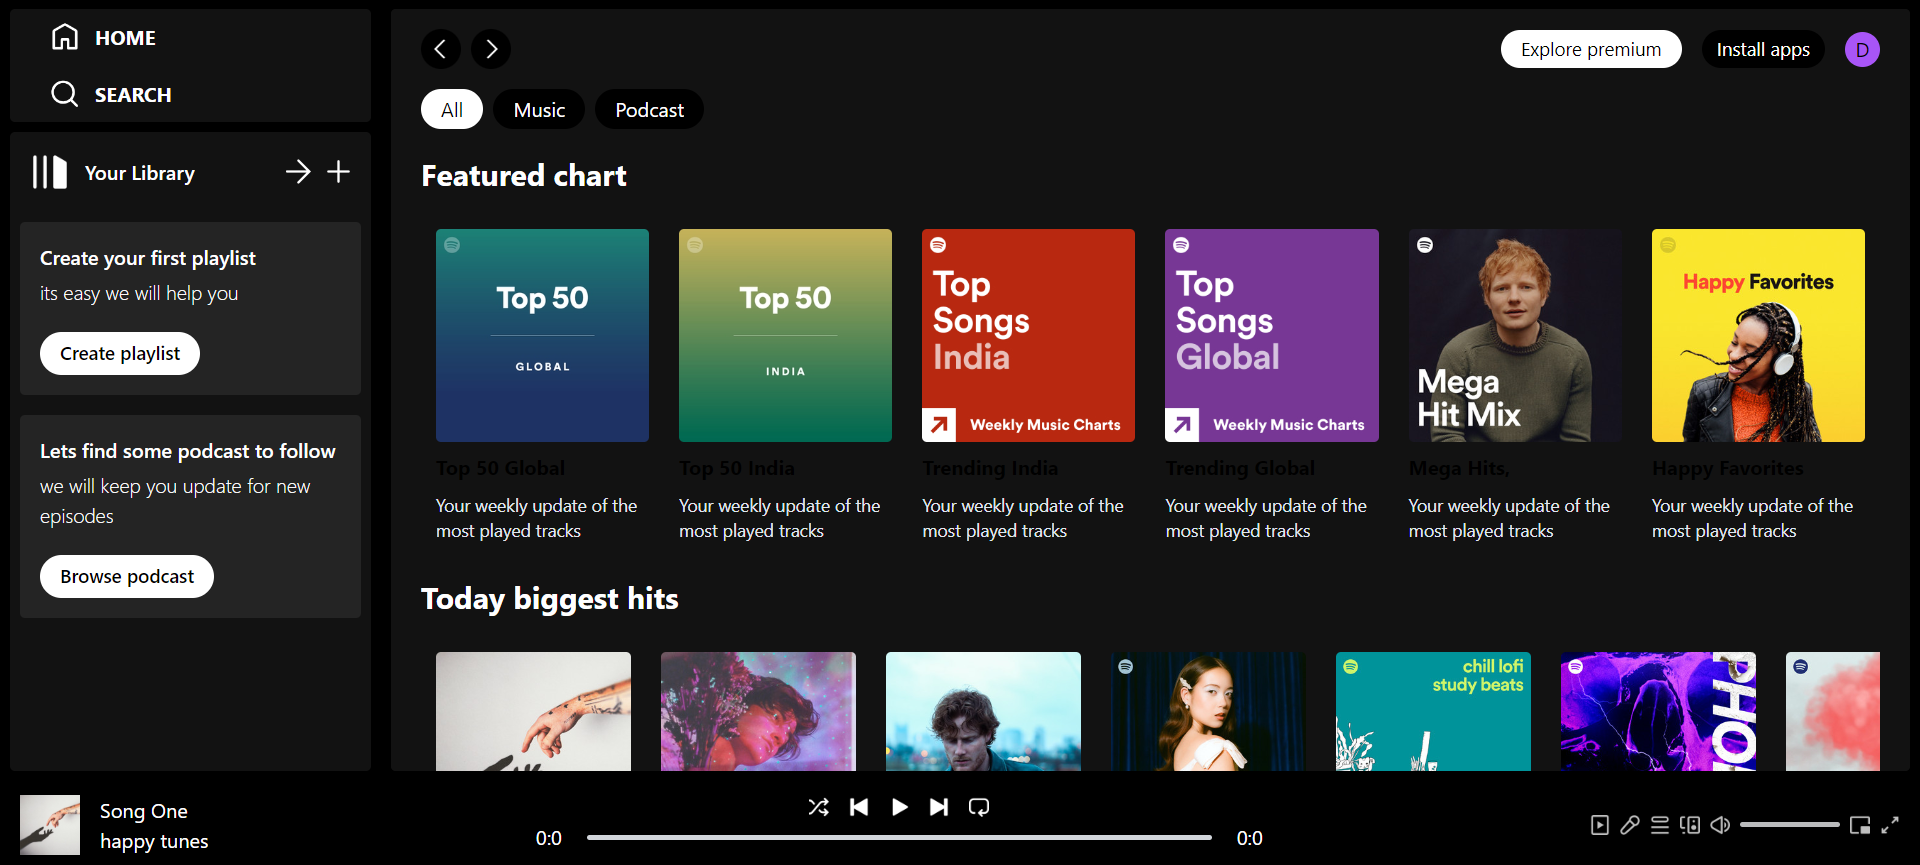 HOME
SEARCH
Your Library
Create your first playlist
its easy we will help you
Create playlist
Lets find some podcast to follow
we will keep you update for new
episodes
Browse podcast
Explore premium
Install apps
D
All
Music
Podcast
Featured chart
Top 50
GLOBAL
Top 50 Global
Your weekly update of the
most played tracks
Top 50
INDIA
Top 50 India
Your weekly update of the
most played tracks
Top
Songs
India
Weekly Music Charts
Trending India
Your weekly update of the
most played tracks
Top
Songs
Global
Weekly Music Charts
Trending Global
Your weekly update of the
most played tracks
Mega
Hit Mix
Mega Hits,
Your weekly update of the
most played tracks
Happy Favorites
Happy Favorites
Your weekly update of the
most played tracks
Today biggest hits
chill lofi
study beats
Song One
happy tunes
0:0
0:0